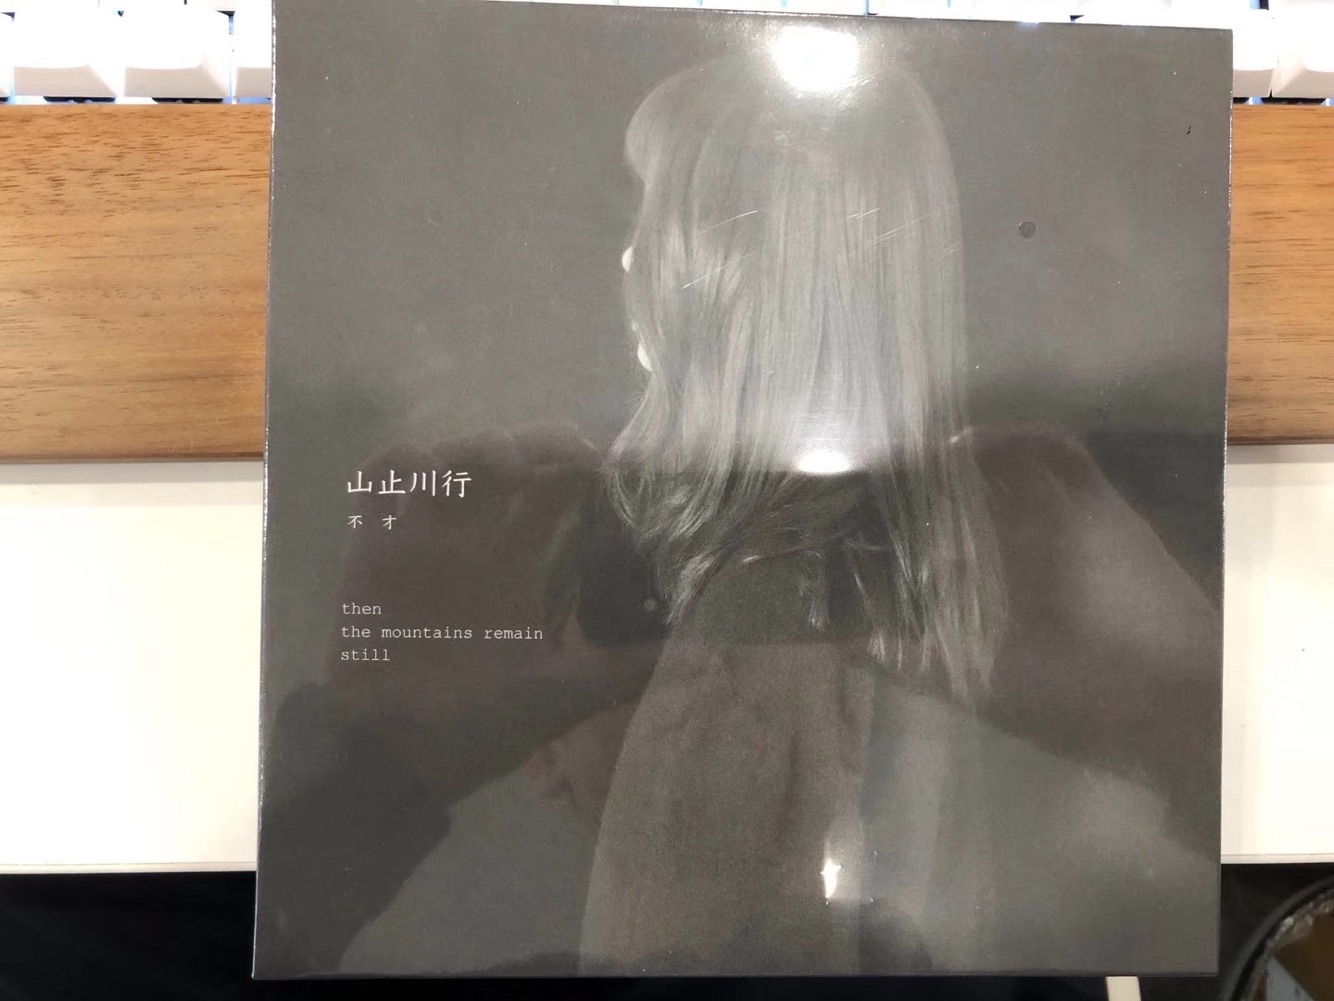 山止川行
不才
then
the mountains remain
still